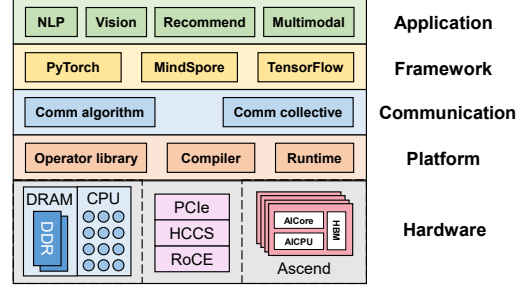 NLP Vision Recommend Multimodal Application
PyTorch MindSpore TensorFlow Framework
Comm algorithm Comm collective Communication
Operator library Compiler Runtime Platform
DRAM CPU
DDR
PCIe
HCCS
RoCE
AICore
AICPU
HBM
Ascend
Hardware